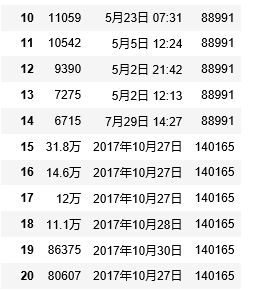 10 11059 5月23日 07:31 88991
11 10542 5月5日 12:24 88991
12 9390 5月2日 21:42 88991
13 7275 5月2日 12:13 88991
14 6715 7月29日 14:27 88991
15 31.8万 2017年10月27日 140165
16 14.6万 2017年10月27日 140165
17 12万 2017年10月27日 140165
18 11.1万 2017年10月28日 140165
19 86375 2017年10月30日 140165
20 80607 2017年10月27日 140165